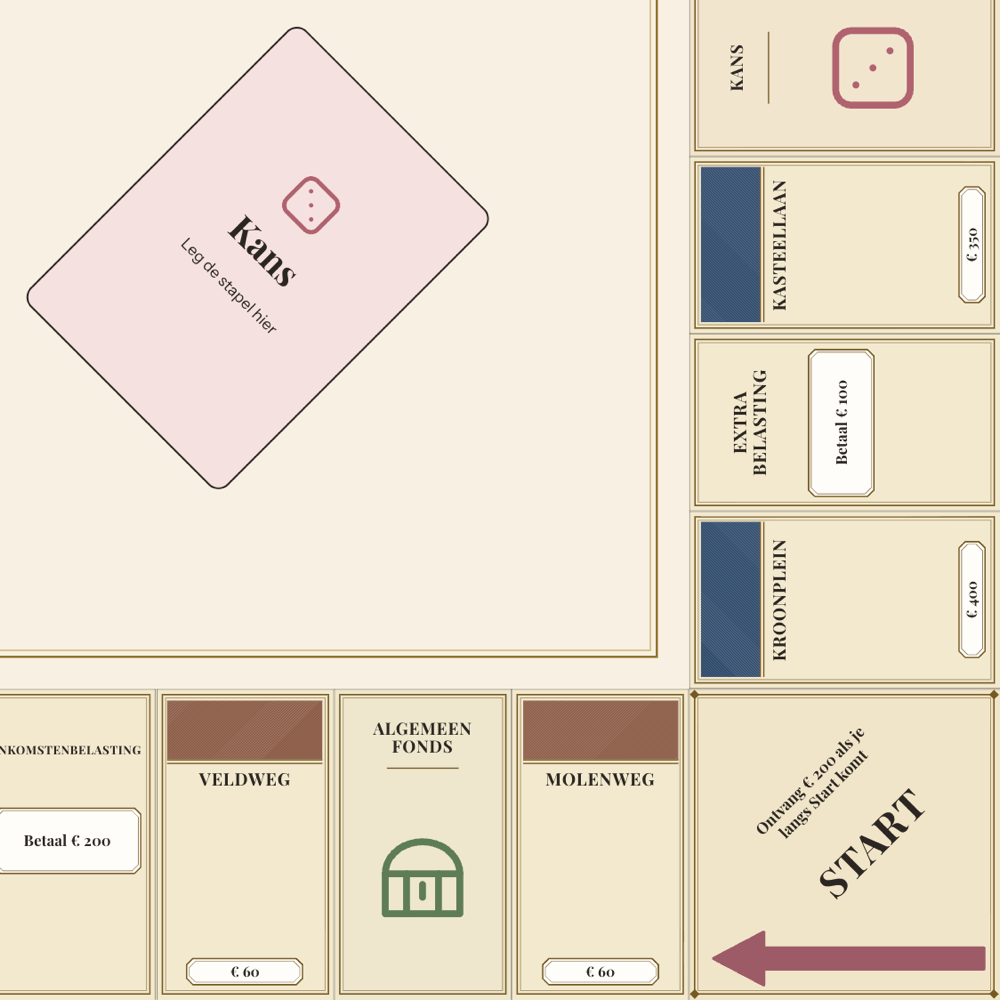 KANS
Kans
Leg de stapel hier
KASTEELLAAN
€ 350
EXTRA
BELASTING
Betaal € 100
KROONPLEIN
€ 400
NKOMSTENBELASTING
Betaal € 200
VELDWEG
€ 60
ALGEMEEN
FONDS
MOLENWEG
€ 60
Ontvang € 200 als je
langs Start komt
START